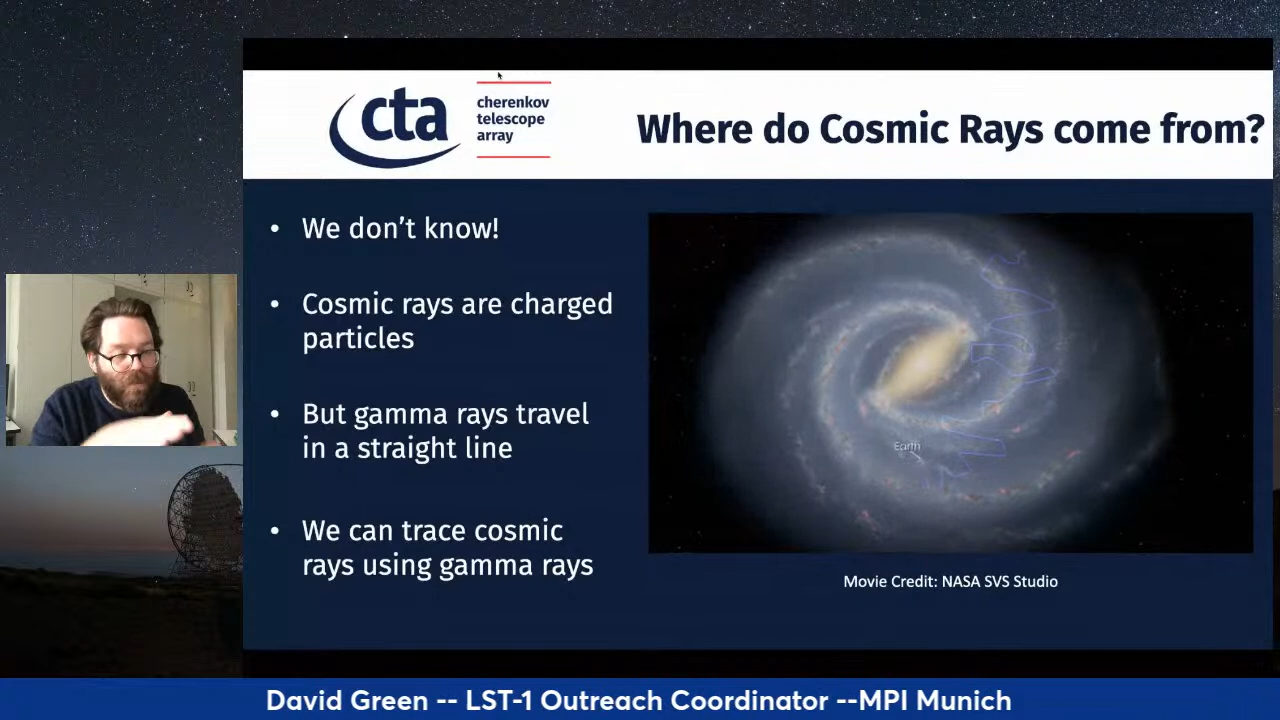 cta
cherenkov
telescope
array
Where do Cosmic Rays come from?
• We don't know!
• Cosmic rays are charged
particles
• But gamma rays travel
in a straight line
• We can trace cosmic
rays using gamma rays
Earth
Movie Credit: NASA SVS Studio
David Green -- LST-1 Outreach Coordinator --MPI Munich